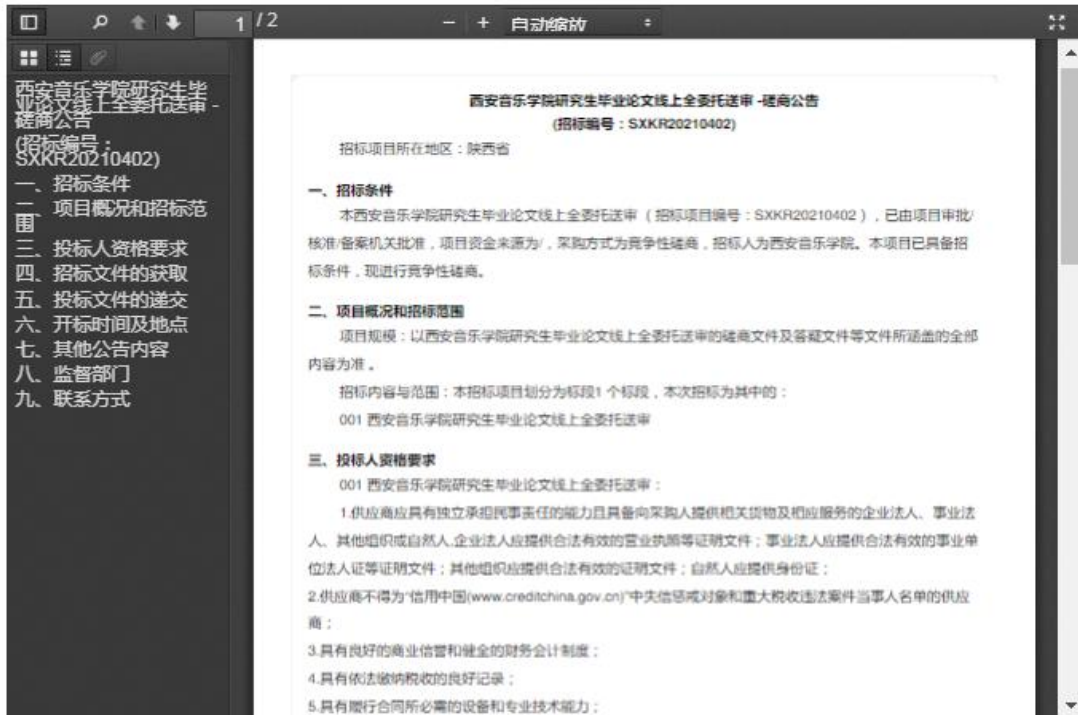 1 / 2
自动缩放
西安音乐学院研究生毕
业论文线上全委托送审 -
磋商公告
(招标编号：
SXKR20210402)
一、招标条件
二、项目概况和招标范
围
三、投标人资格要求
四、招标文件的获取
五、投标文件的递交
六、开标时间及地点
七、其他公告内容
八、监督部门
九、联系方式
西安音乐学院研究生毕业论文线上全委托送审 -磋商公告
(招标编号：SXKR20210402)
招标项目所在地区：陕西省
一、招标条件
本西安音乐学院研究生毕业论文线上全委托送审（招标项目编号：SXKR20210402），已由项目审批/
核准/备案机关批准，项目资金来源为/，采购方式为竞争性磋商，招标人为西安音乐学院。本项目已具备招
标条件，现进行竞争性磋商。
二、项目概况和招标范围
项目规模：以西安音乐学院研究生毕业论文线上全委托送审的磋商文件及答疑文件等文件所涵盖的全部
内容为准 。
招标内容与范围：本招标项目划分为标段1 个标段，本次招标为其中的：
001 西安音乐学院研究生毕业论文线上全委托送审
三、投标人资格要求
001 西安音乐学院研究生毕业论文线上全委托送审：
1.供应商应具有独立承担民事责任的能力且具备向采购人提供相关货物及相应服务的企业法人、事业法
人、其他组织或自然人.企业法人应提供合法有效的营业执照等证明文件；事业法人应提供合法有效的事业单
位法人证等证明文件；其他组织应提供合法有效的证明文件；自然人应提供身份证；
2.供应商不得为“信用中国(www.creditchina.gov.cn)”中失信惩戒对象和重大税收违法案件当事人名单的供应
商；
3.具有良好的商业信誉和健全的财务会计制度；
4.具有依法缴纳税收的良好记录；
5.具有履行合同所必需的设备和专业技术能力；